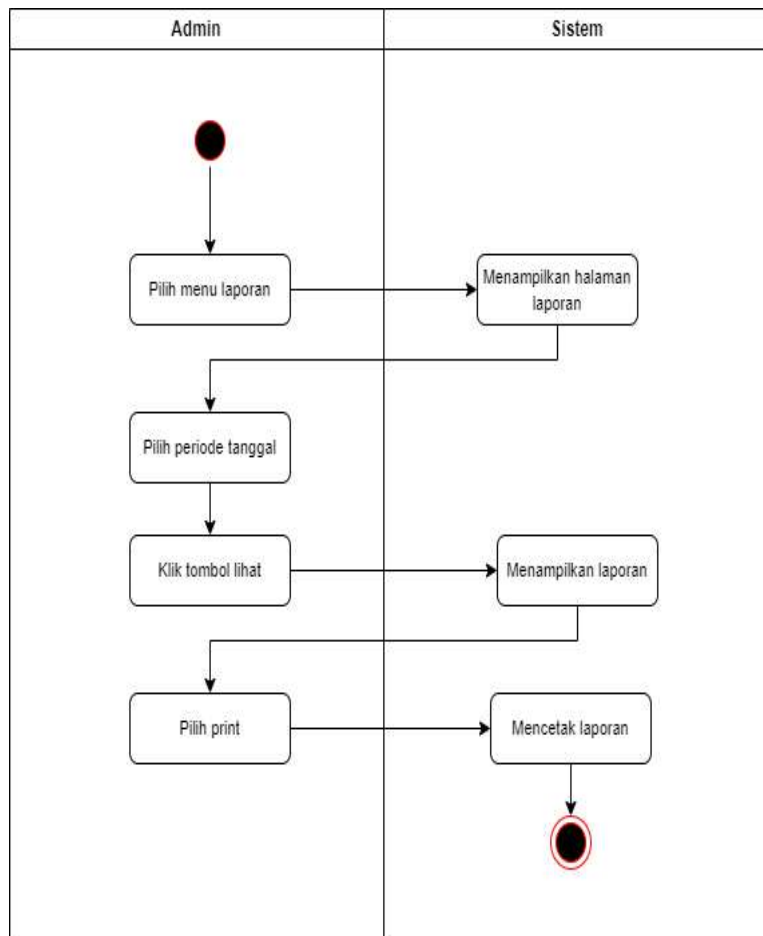 Admin
Sistem
Pilih menu laporan
Menampilkan halaman
laporan
Pilih periode tanggal
Klik tombol lihat
Menampilkan laporan
Pilih print
Mencetak laporan